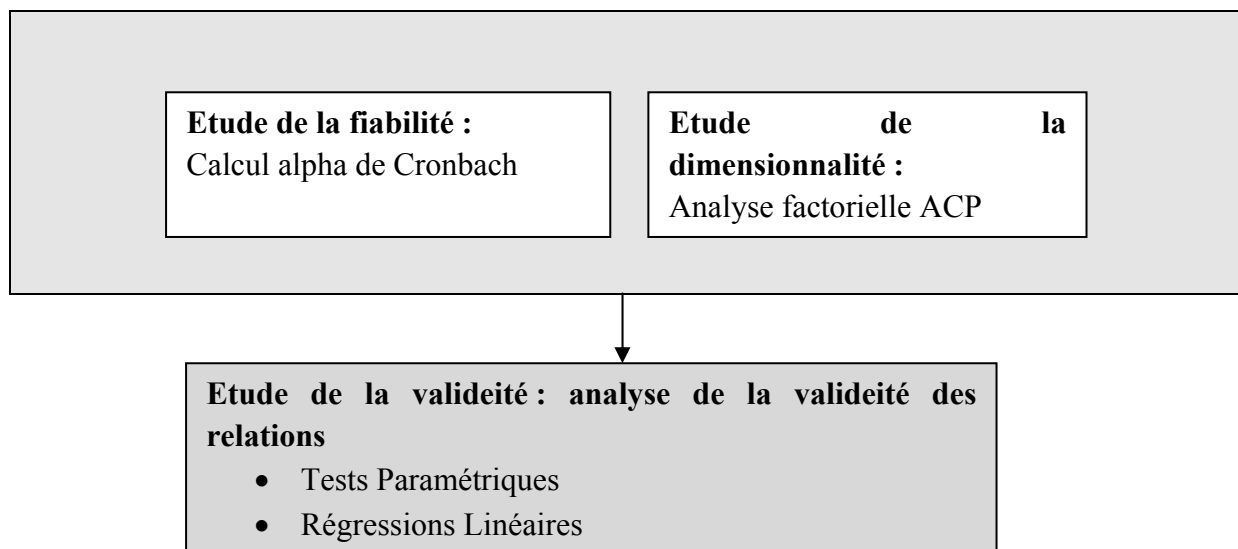 Etude de la fiabilité :
Calcul alpha de Cronbach
Etude de la
dimensionnalité :
Analyse factorielle ACP
Etude de la valideité : analyse de la valideité des
relations
• Tests Paramétriques
• Régressions Linéaires